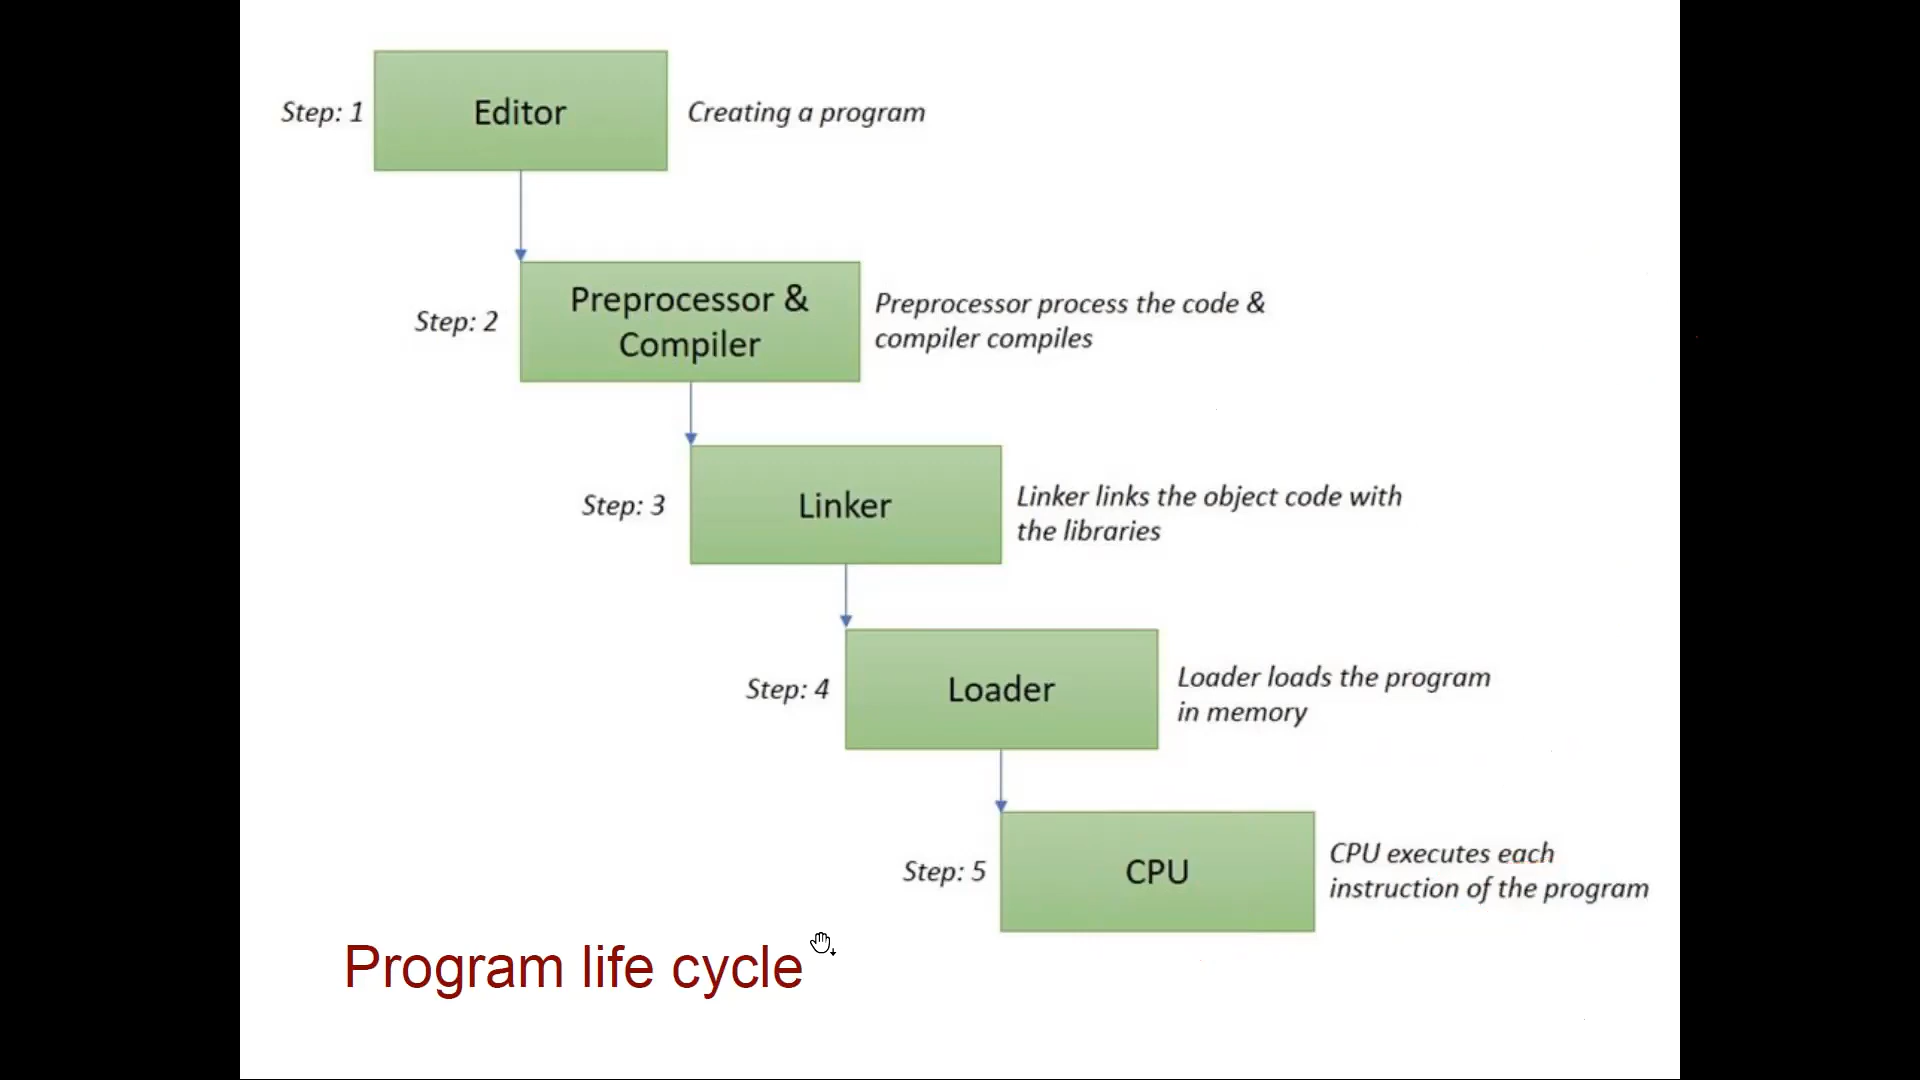 Step: 1
Editor
Creating a program
Step: 2
Preprocessor &
Compiler
Preprocessor process the code &
compiler compiles
Step: 3
Linker
Linker links the object code with
the libraries
Step: 4
Loader
Loader loads the program
in memory
Step: 5
CPU
CPU executes each
instruction of the program
Program life cycle